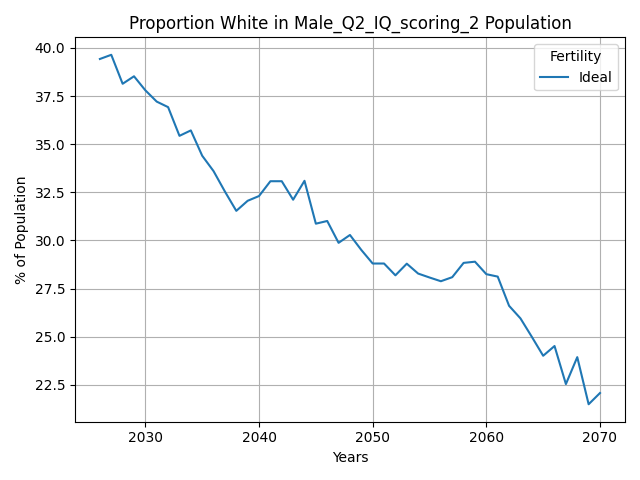 Proportion White in Male_Q2_IQ_scoring_2 Population
Fertility
Ideal
40.0
37.5
35.0
32.5
30.0
27.5
25.0
22.5
% of Population
2030
2040
2050
2060
2070
Years